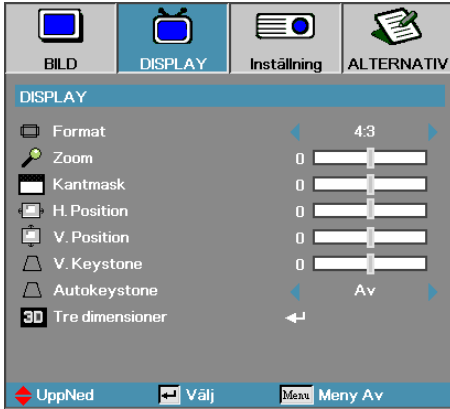 BILD DISPLAY Inställning ALTERNATIV
DISPLAY
Format 4:3
Zoom 0
Kantmask 0
H. Position 0
V. Position 0
V. Keystone 0
Autokeystone Av
3D Tre dimensioner
UppNed Välj Menu Meny Av